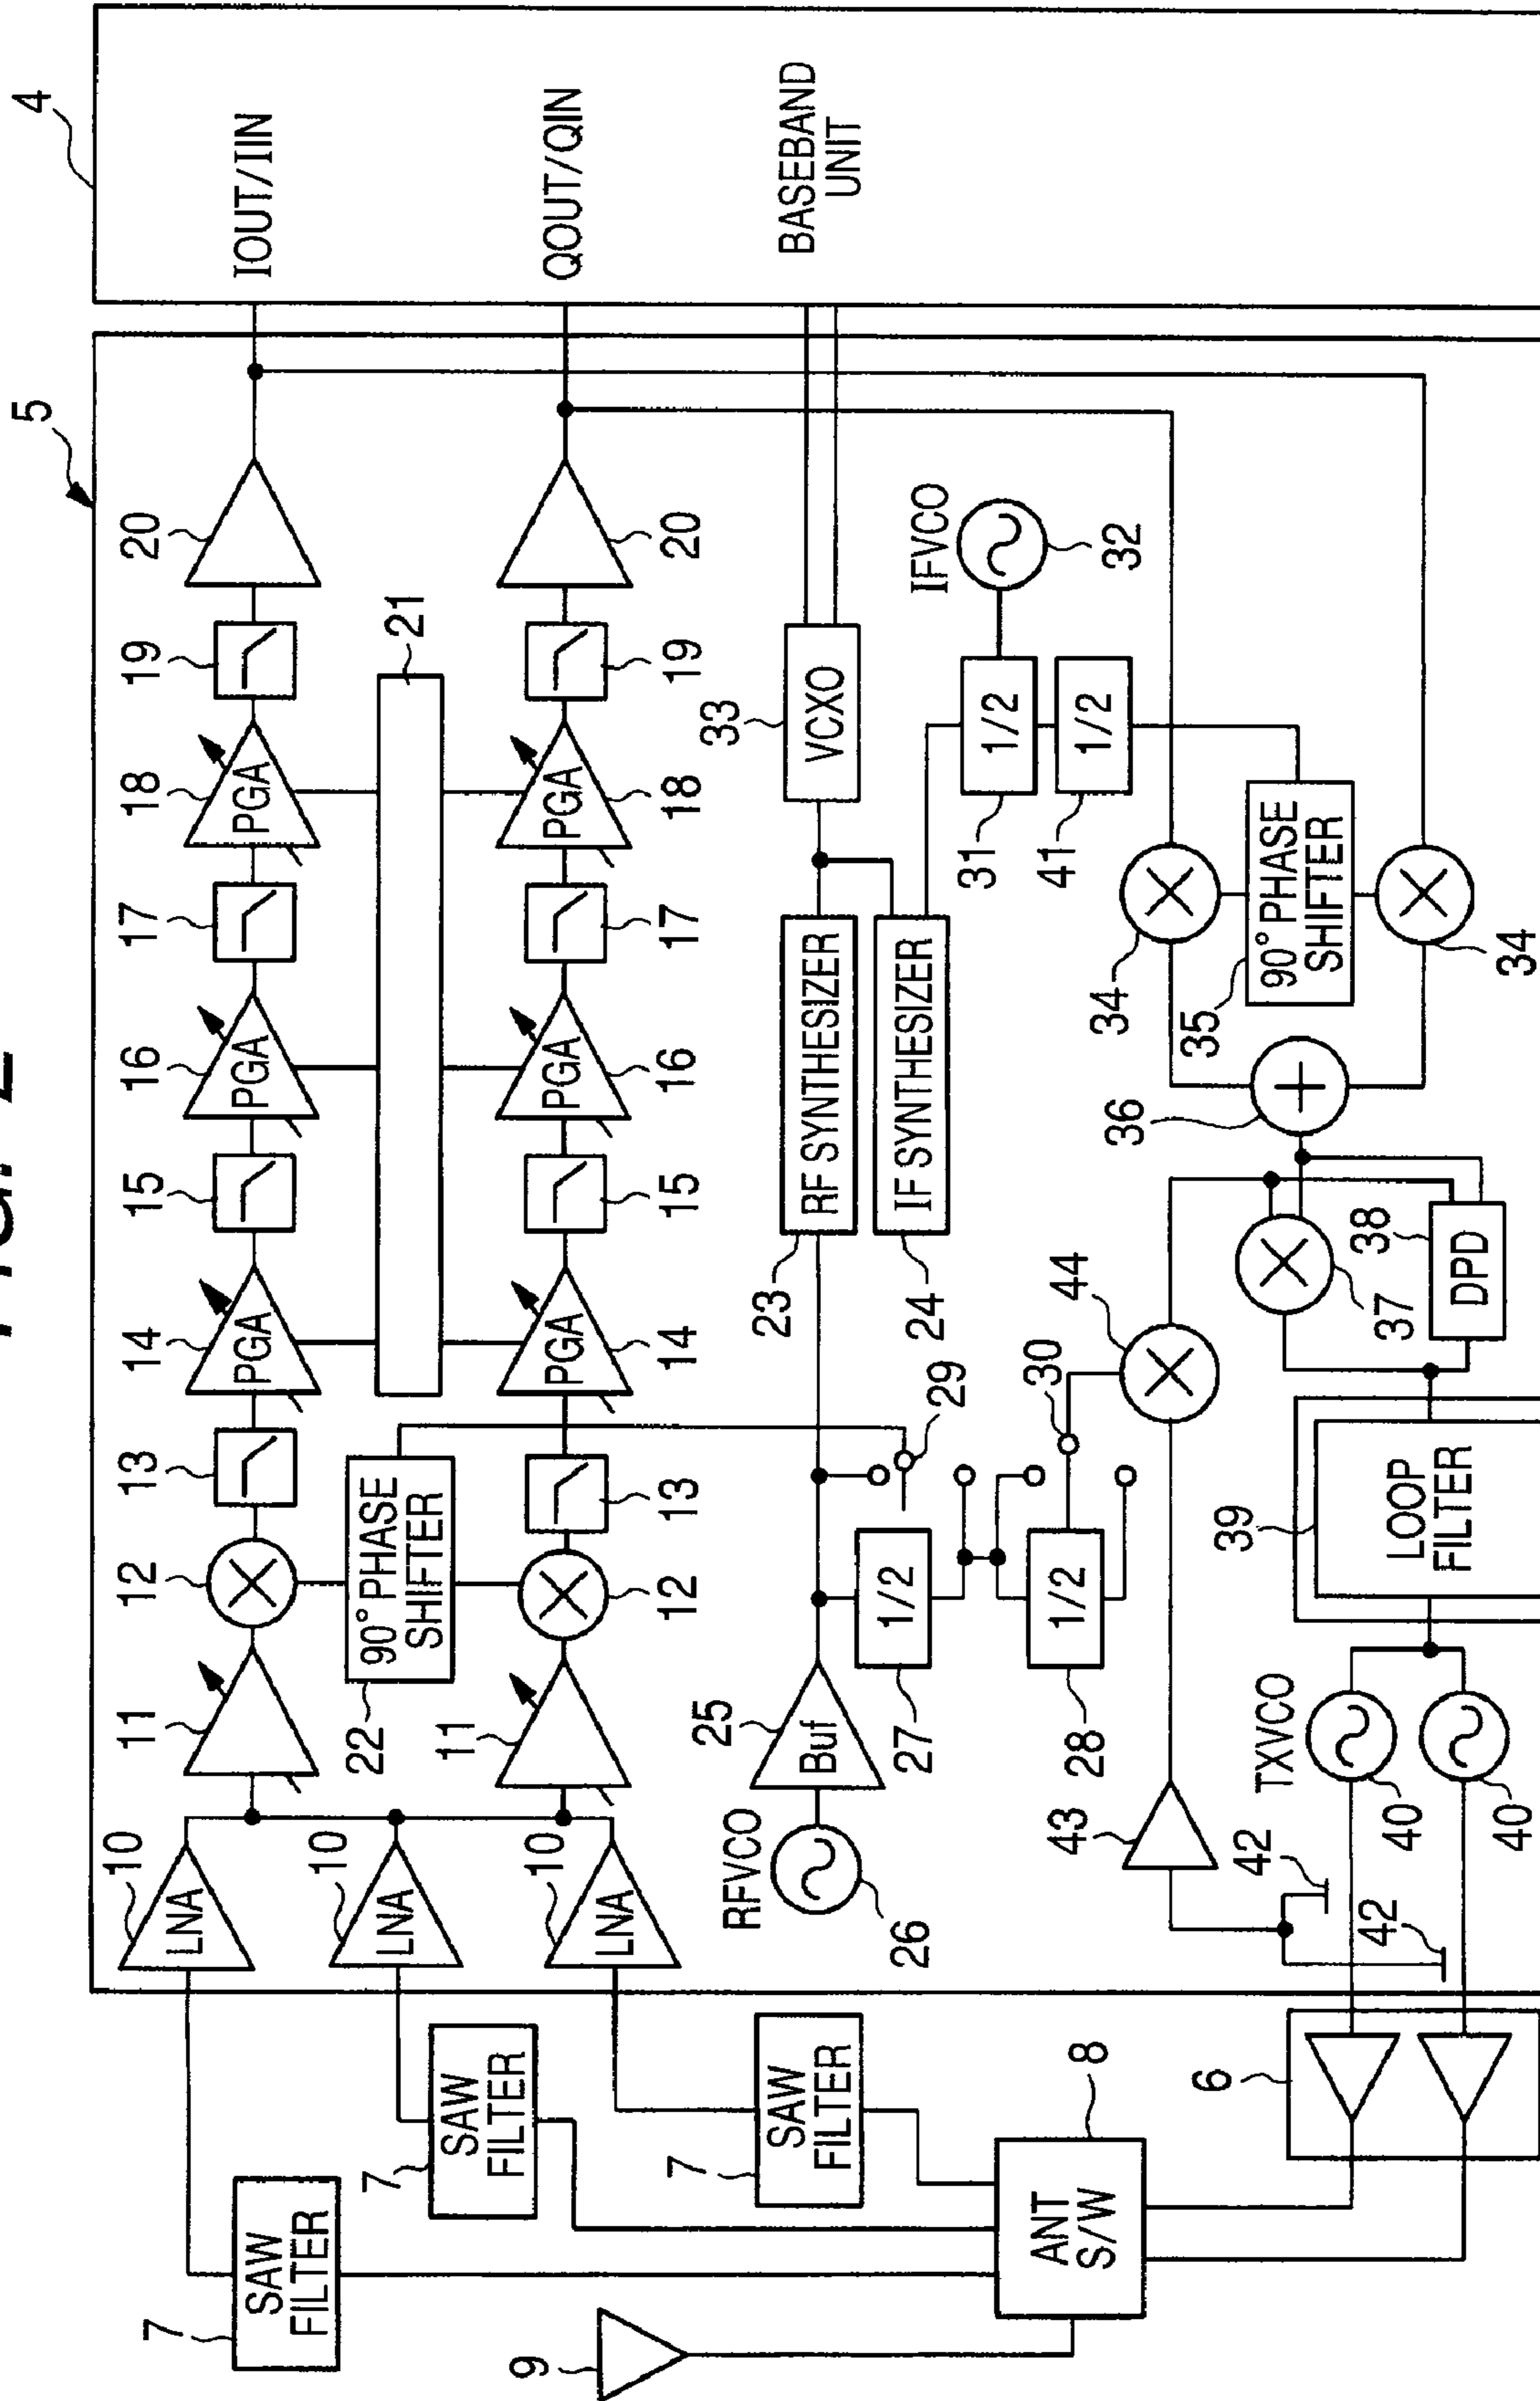 FIG. 2
5
4
10
11
12
13
14
15
16
17
18
19
20
LNA
PGA
PGA
PGA
IOUT/IIN
7
SAW
FILTER
10
LNA
22
90° PHASE
SHIFTER
21
7
SAW
FILTER
11
10
LNA
PGA
PGA
PGA
QOUT/QIN
9
12
13
14
15
16
17
18
19
20
7
SAW
FILTER
RFVCO
26
25
Buf
23
RF SYNTHESIZER
33
VCXO
BASEBAND
UNIT
27
1/2
29
24
IF SYNTHESIZER
IFVCO
32
31
1/2
8
ANT
S/W
28
1/2
30
41
1/2
43
44
36
34
35
90° PHASE
SHIFTER
6
42
42
TXVCO
40
40
39
LOOP
FILTER
37
38
DPD
34